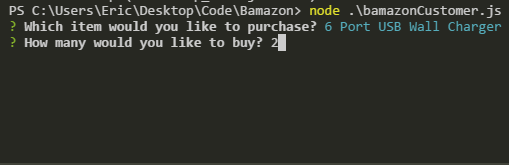 PS C:\Users\Eric\Desktop\Code\Bamazon> node .\bamazonCustomer.js
? Which item would you like to purchase? 6 Port USB Wall Charger
? How many would you like to buy? 2